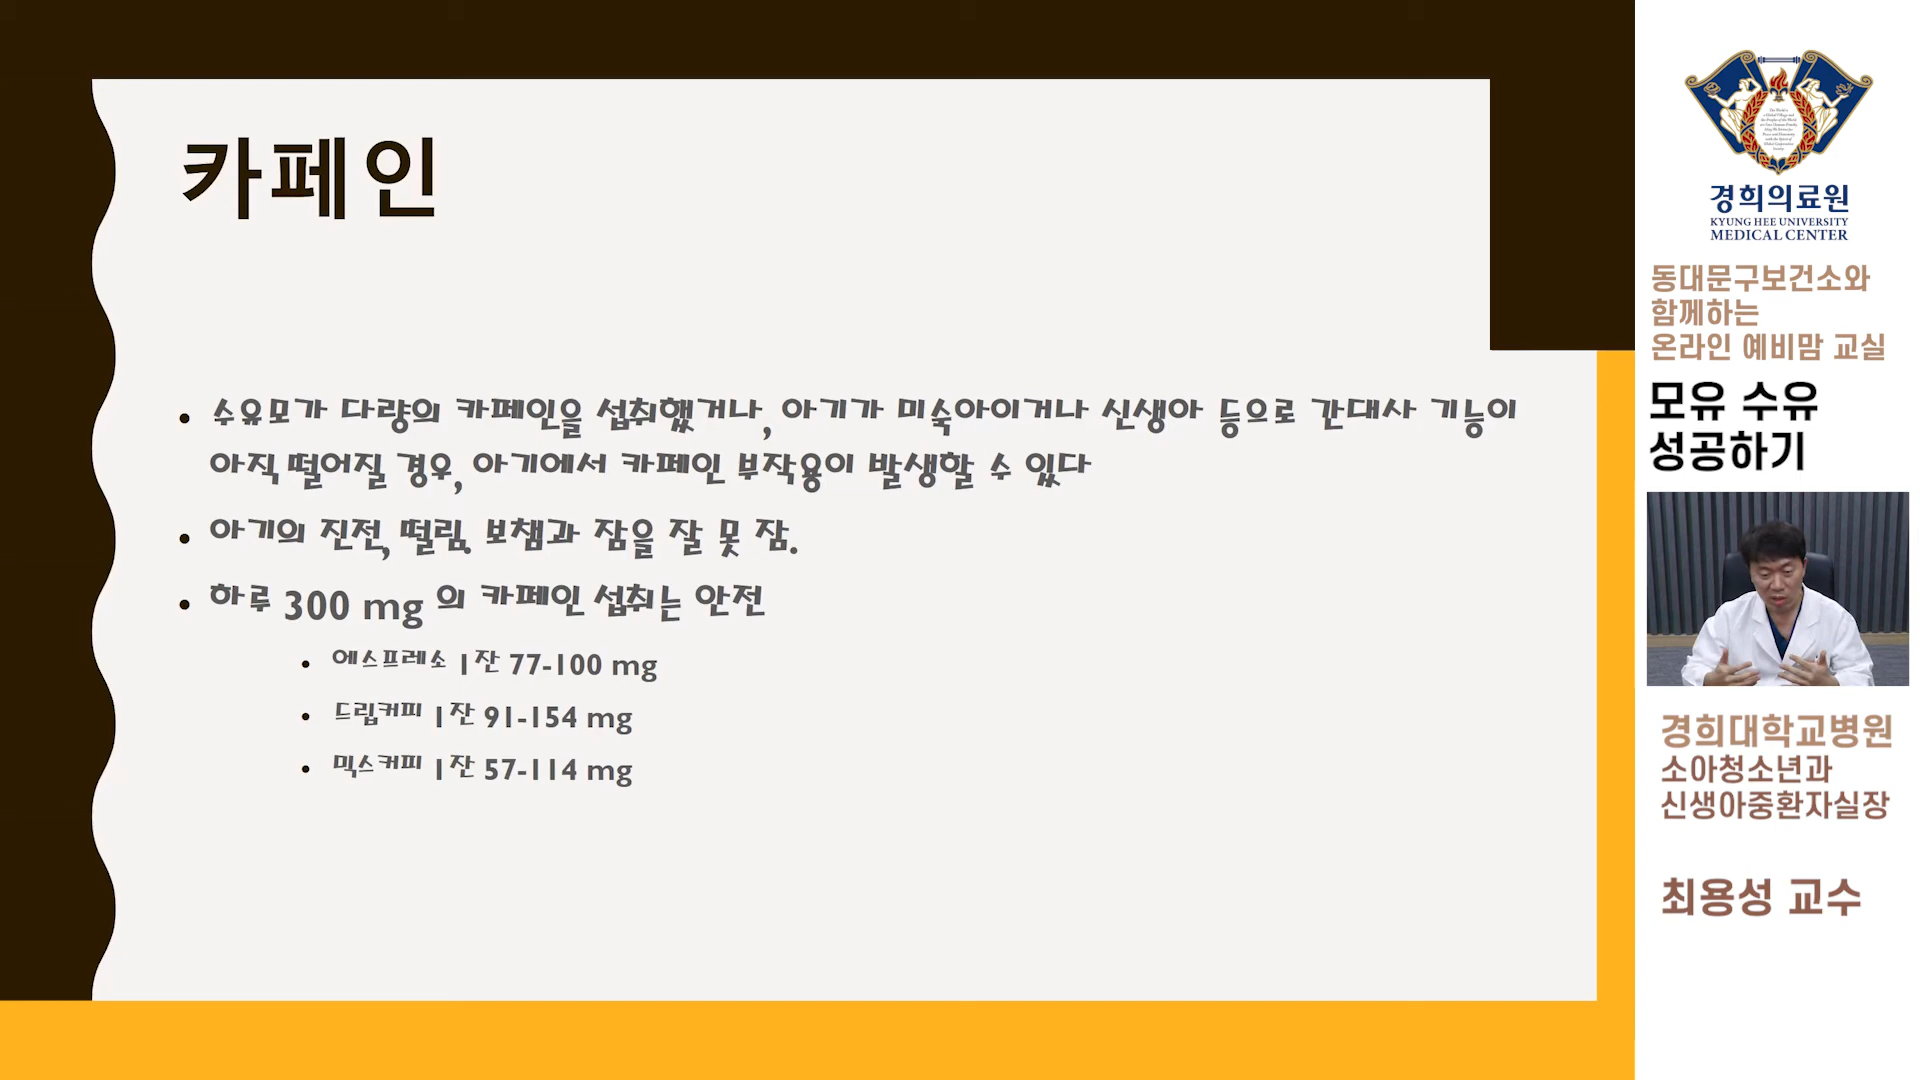 카페인
• 수유모가 다량의 카페인을 섭취했거나, 아기가 미숙아이거나 신생아 등으로 간대사 기능이
아직 떨어질 경우, 아기에서 카페인 부작용이 발생할 수 있다
• 아기의 진전, 떨림. 보챔과 잠을 잘 못 잠.
• 하루 300 mg 의 카페인 섭취는 안전
• 에스프레소 1잔 77-100 mg
• 드립커피 1잔 91-154 mg
• 믹스커피 1잔 57-114 mg
경희의료원
KYUNG HEE UNIVERSITY
MEDICAL CENTER
동대문구보건소와
함께하는
온라인 예비맘 교실
모유 수유
성공하기
경희대학교병원
소아청소년과
신생아중환자실장
최용성 교수